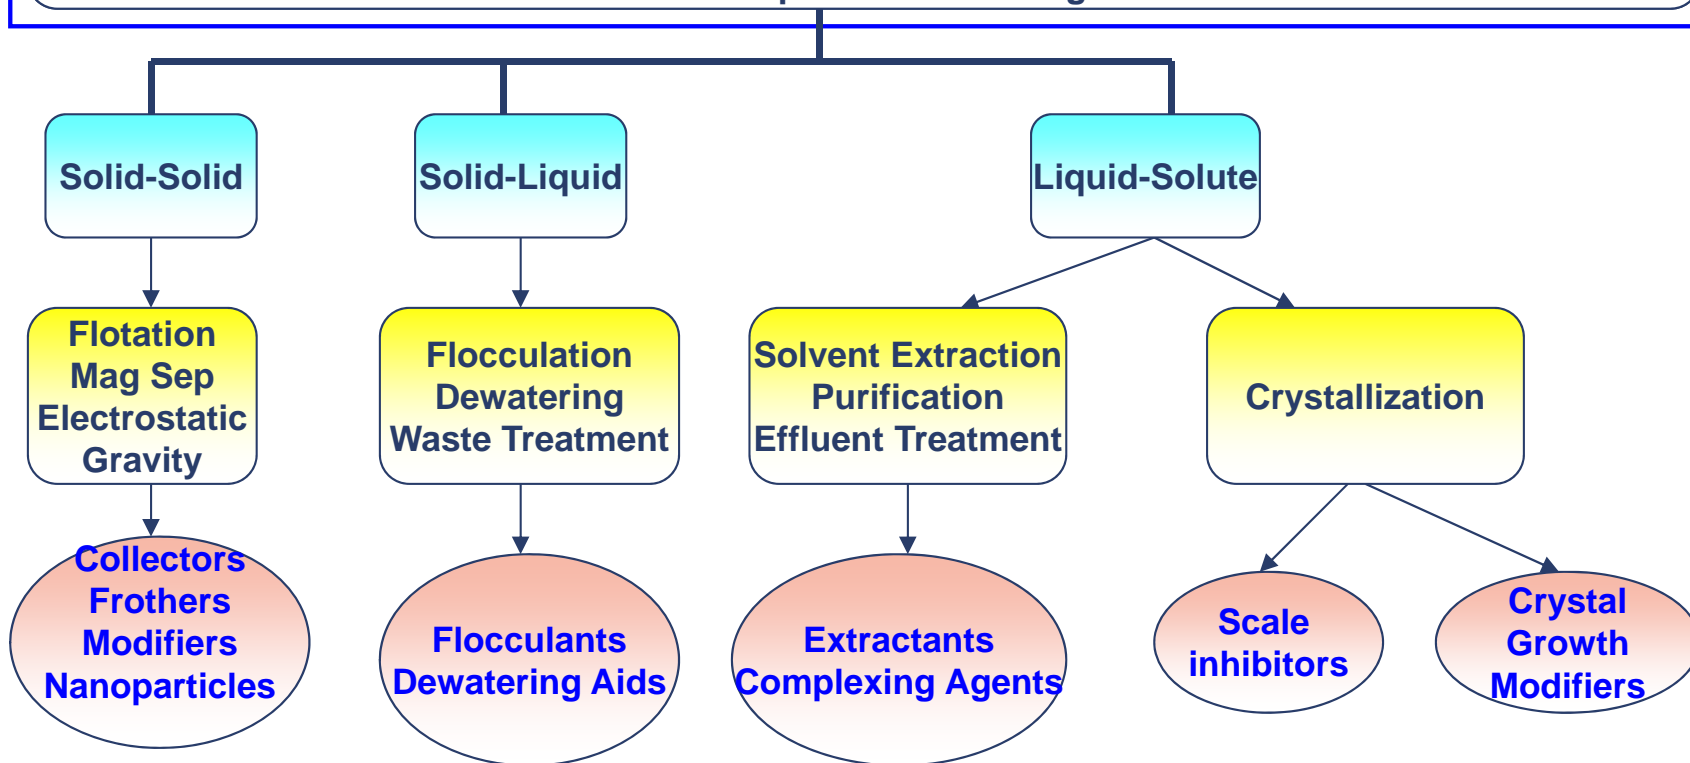 Solid-Solid
Solid-Liquid
Liquid-Solute
Flotation
Mag Sep
Electrostatic
Gravity
Flocculation
Dewatering
Waste Treatment
Solvent Extraction
Purification
Effluent Treatment
Crystallization
Collectors
Frothers
Modifiers
Nanoparticles
Flocculants
Dewatering Aids
Extractants
Complexing Agents
Scale
inhibitors
Crystal
Growth
Modifiers